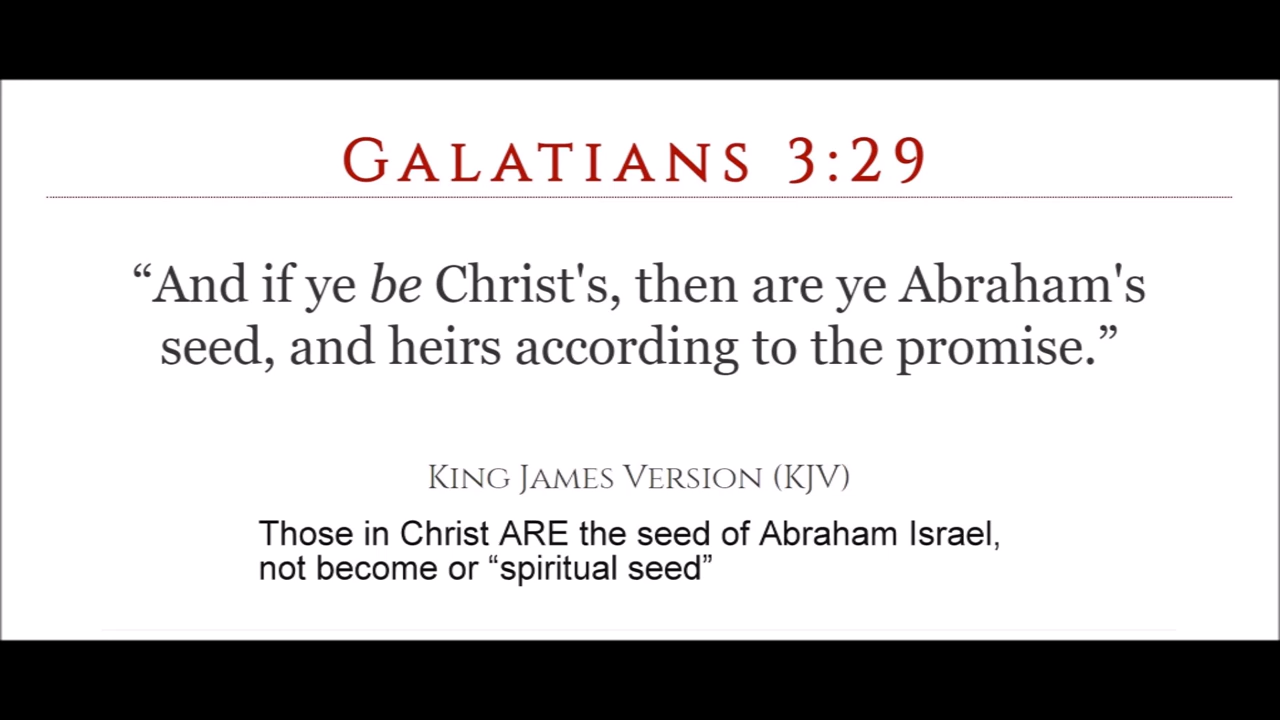 GALATIANS 3:29
“And if ye be Christ's, then are ye Abraham's
seed, and heirs according to the promise.”
KING JAMES VERSION (KJV)
Those in Christ ARE the seed of Abraham Israel,
not become or “spiritual seed”